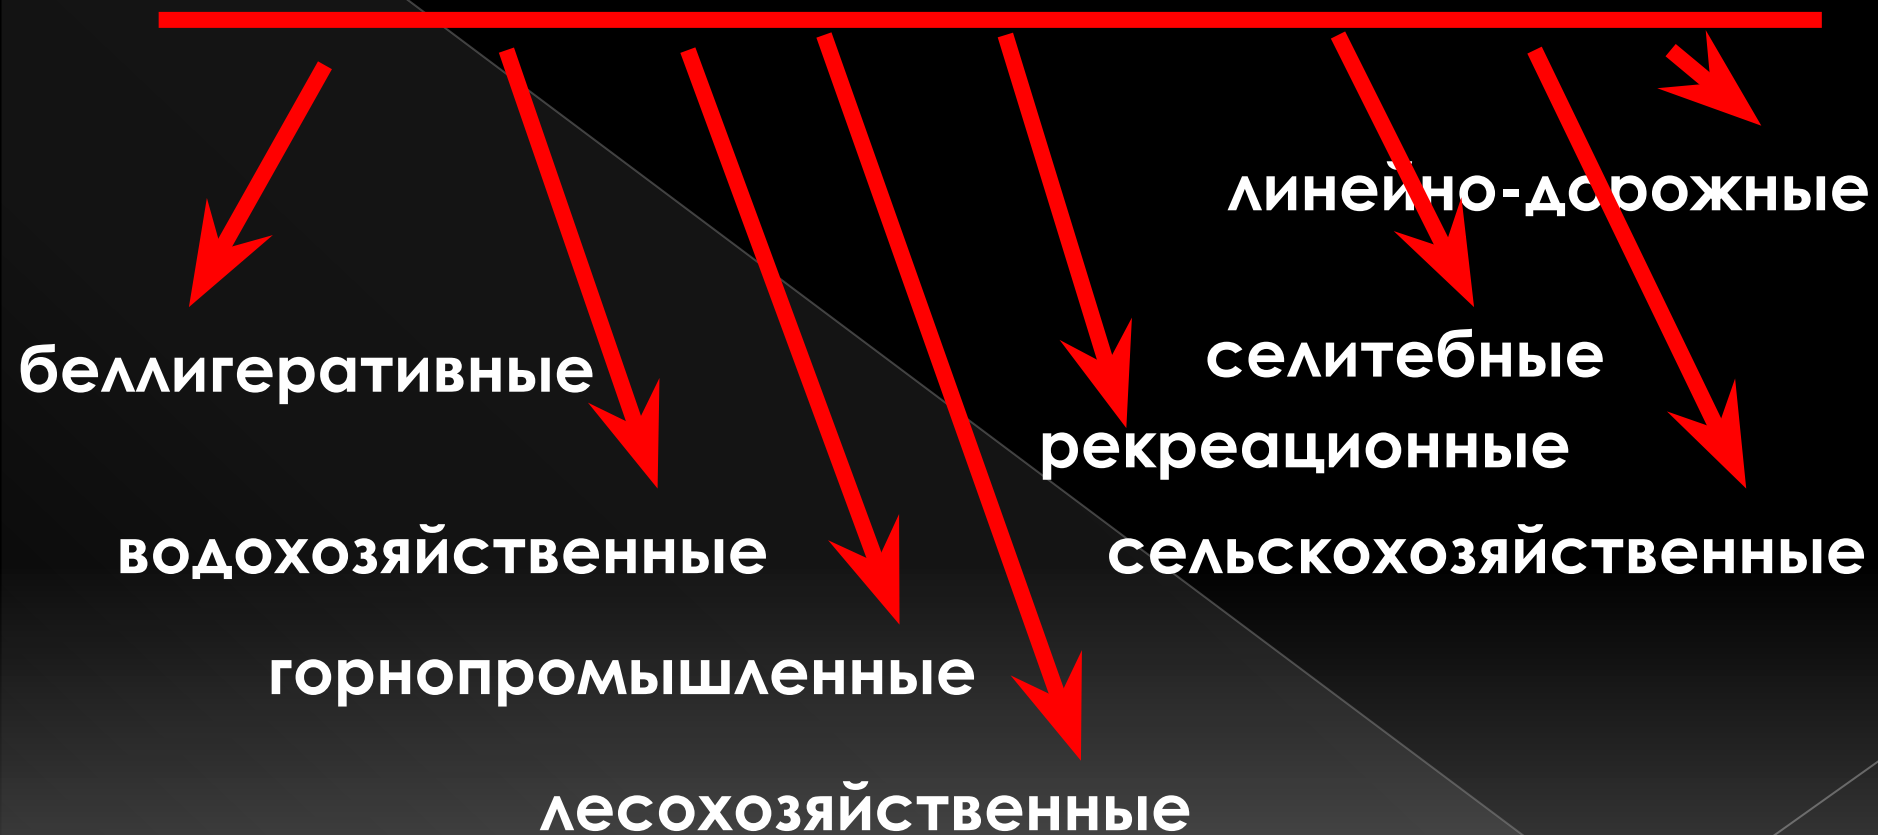 линейно-дорожные
беллигеративные
селитебные
рекреационные
водохозяйственные
сельскохозяйственные
горнопромышленные
лесохозяйственные